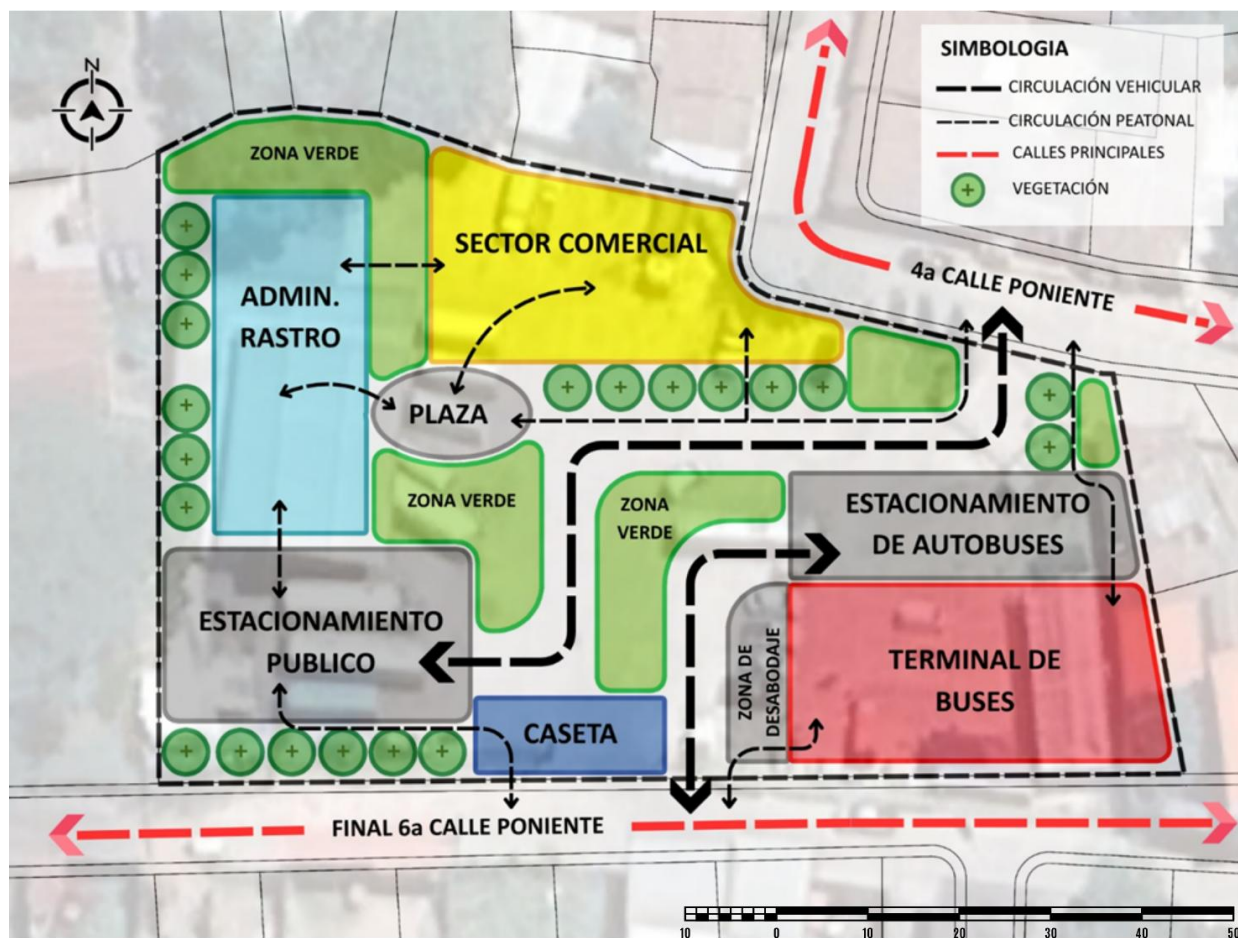 N
SIMBOLOGIA
CIRCULACIÓN VEHICULAR
CIRCULACIÓN PEATONAL
CALLES PRINCIPALES
VEGETACIÓN
ZONA VERDE
SECTOR COMERCIAL
4a CALLE PONIENTE
ADMIN.
RASTRO
PLAZA
ZONA VERDE
ZONA
VERDE
ESTACIONAMIENTO
DE AUTOBUSES
ESTACIONAMIENTO
PUBLICO
ZONA DE
DESABODAJE
TERMINAL DE
BUSES
CASETA
FINAL 6a CALLE PONIENTE
10 0 10 20 30 40 50